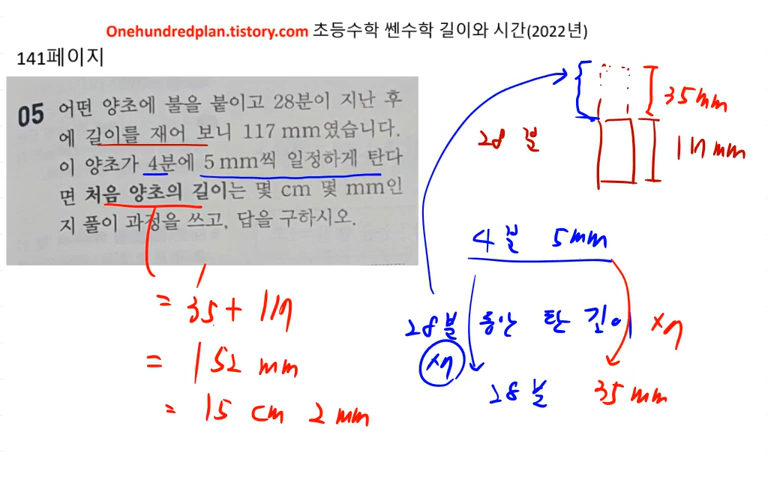 Onehundredplan.tistory.com 초등수학 쎈수학 길이와 시간(2022년)
141페이지
05 어떤 양초에 불을 붙이고 28분이 지난 후
에 길이를 재어 보니 117 mm였습니다.
이 양초가 4분에 5 mm씩 일정하게 탄다
면 처음 양초의 길이는 몇 cm 몇 mm인
지 풀이 과정을 쓰고, 답을 구하시오.
28분
35mm
117mm
4분 5mm
28분 동안 탄 길이 ×7
×7
28분 35mm
= 35 + 117
= 152 mm
= 15 cm 2 mm